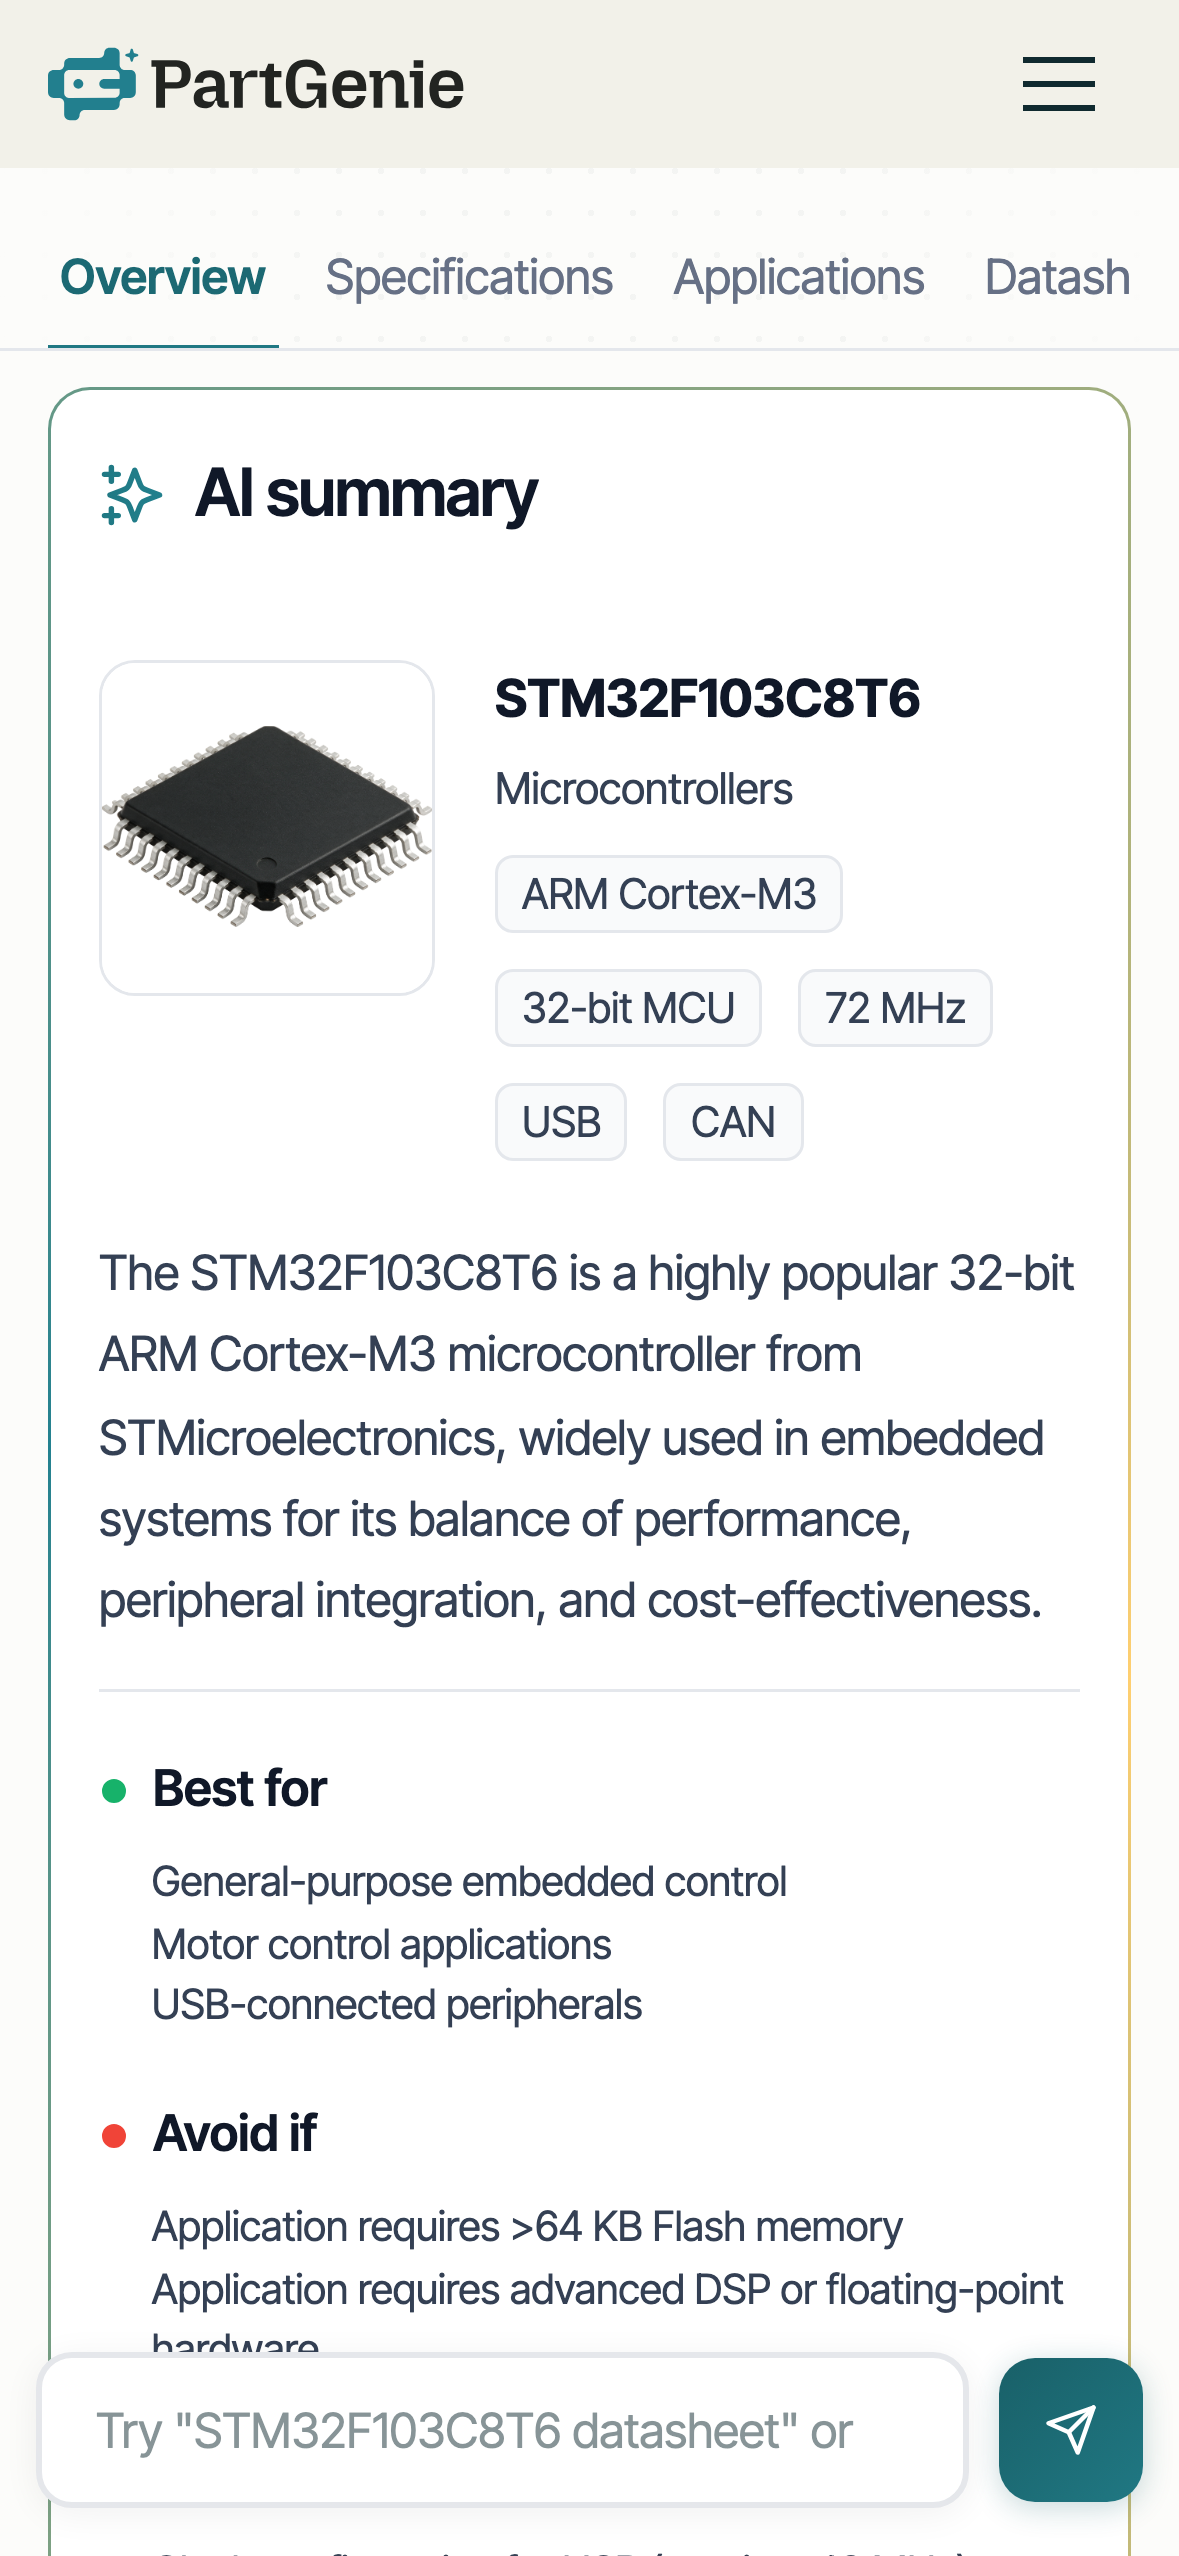 PartGenie
Overview Specifications Applications Datash
AI summary
STM32F103C8T6
Microcontrollers
ARM Cortex-M3
32-bit MCU 72 MHz
USB CAN
The STM32F103C8T6 is a highly popular 32-bit
ARM Cortex-M3 microcontroller from
STMicroelectronics, widely used in embedded
systems for its balance of performance,
peripheral integration, and cost-effectiveness.
Best for
General-purpose embedded control
Motor control applications
USB-connected peripherals
Avoid if
Application requires >64 KB Flash memory
Application requires advanced DSP or floating-point
hardware
Try "STM32F103C8T6 datasheet" or